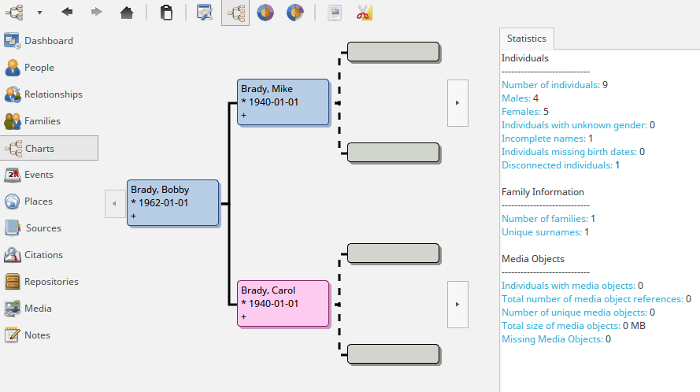 Dashboard
People
Relationships
Families
Charts
Events
Places
Sources
Citations
Repositories
Media
Notes
Brady, Bobby
* 1962-01-01
+
Brady, Mike
* 1940-01-01
+
Brady, Carol
* 1940-01-01
+
Statistics
Individuals
----------------------------
Number of individuals: 9
Males: 4
Females: 5
Individuals with unknown gender: 0
Incomplete names: 1
Individuals missing birth dates: 0
Disconnected individuals: 1
Family Information
----------------------------
Number of families: 1
Unique surnames: 1
Media Objects
----------------------------
Individuals with media objects: 0
Total number of media object references: 0
Number of unique media objects: 0
Total size of media objects: 0 MB
Missing Media Objects: 0